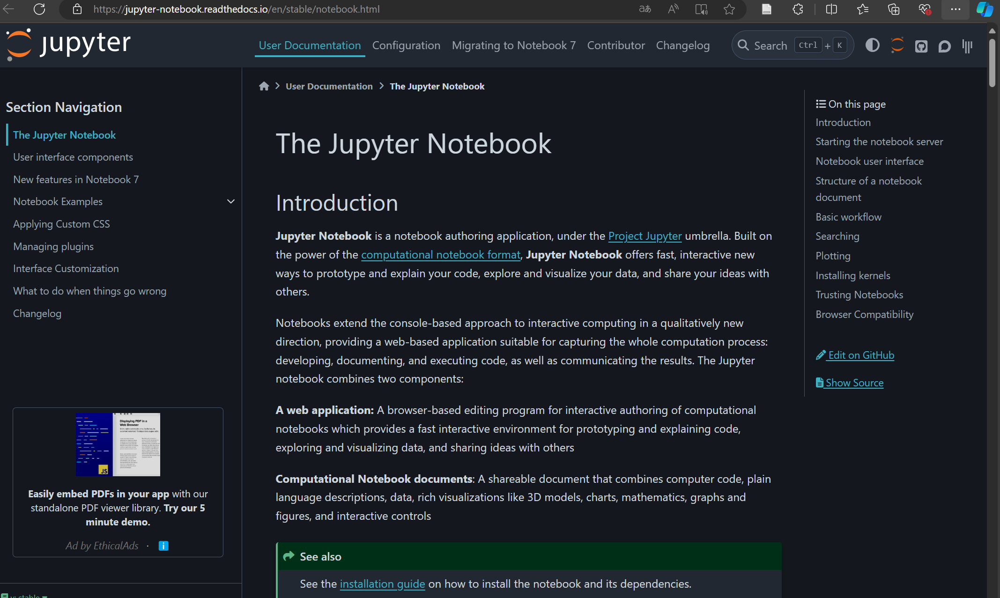 https://jupyter-notebook.readthedocs.io/en/stable/notebook.html
jupyter
User Documentation
Configuration
Migrating to Notebook 7
Contributor
Changelog
Search Ctrl + K
Section Navigation
The Jupyter Notebook
User interface components
New features in Notebook 7
Notebook Examples
Applying Custom CSS
Managing plugins
Interface Customization
What to do when things go wrong
Changelog
Displaying PDF in a
Web Browser
JS
Easily embed PDFs in your app with our
standalone PDF viewer library. Try our 5
minute demo.
Ad by EthicalAds ·
v: stable
User Documentation > The Jupyter Notebook
The Jupyter Notebook
Introduction
Jupyter Notebook is a notebook authoring application, under the Project Jupyter umbrella. Built on
the power of the computational notebook format, Jupyter Notebook offers fast, interactive new
ways to prototype and explain your code, explore and visualize your data, and share your ideas with
others.
Notebooks extend the console-based approach to interactive computing in a qualitatively new
direction, providing a web-based application suitable for capturing the whole computation process:
developing, documenting, and executing code, as well as communicating the results. The Jupyter
notebook combines two components:
A web application: A browser-based editing program for interactive authoring of computational
notebooks which provides a fast interactive environment for prototyping and explaining code,
exploring and visualizing data, and sharing ideas with others
Computational Notebook documents: A shareable document that combines computer code, plain
language descriptions, data, rich visualizations like 3D models, charts, mathematics, graphs and
figures, and interactive controls
See also
See the installation guide on how to install the notebook and its dependencies.
On this page
Introduction
Starting the notebook server
Notebook user interface
Structure of a notebook
document
Basic workflow
Searching
Plotting
Installing kernels
Trusting Notebooks
Browser Compatibility
Edit on GitHub
Show Source